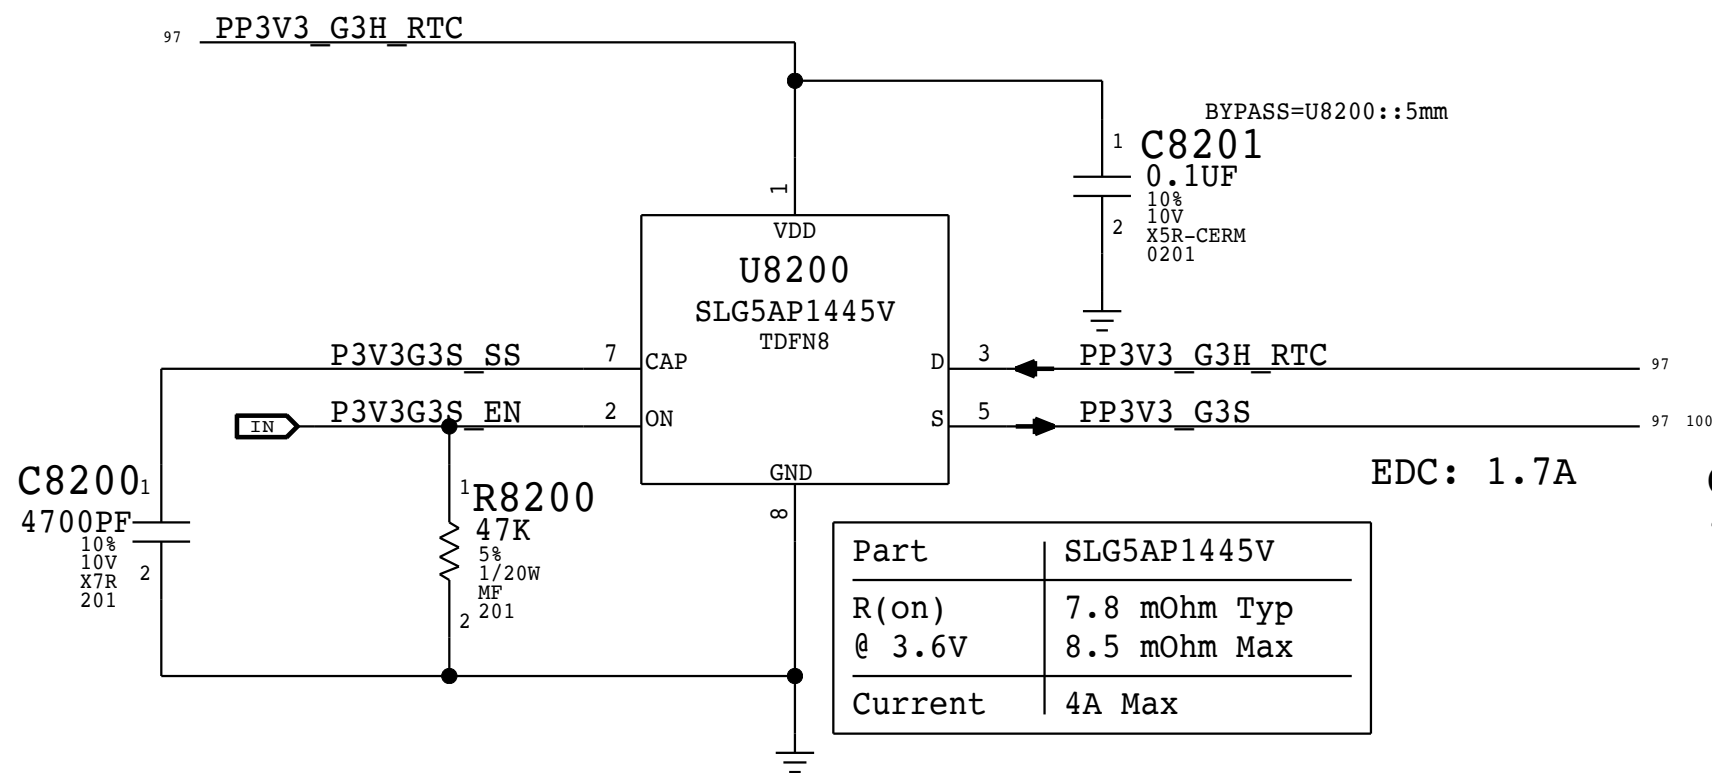 97 PP3V3_G3H_RTC
BYPASS=U8200::5mm
1 C8201
0.1UF
10%
10V
2 X5R-CERM
0201
1
VDD
U8200
SLG5AP1445V
TDFN8
P3V3G3S_SS 7 CAP
D 3 PP3V3_G3H_RTC 97
IN P3V3G3S_EN 2 ON
S 5 PP3V3_G3S 97 100
GND
8
EDC: 1.7A
C8200 1
4700PF
10%
10V
X7R 2
201
1 R8200
47K
5%
1/20W
MF
2 201
Part SLG5AP1445V
R(on) 7.8 mOhm Typ
@ 3.6V 8.5 mOhm Max
Current 4A Max